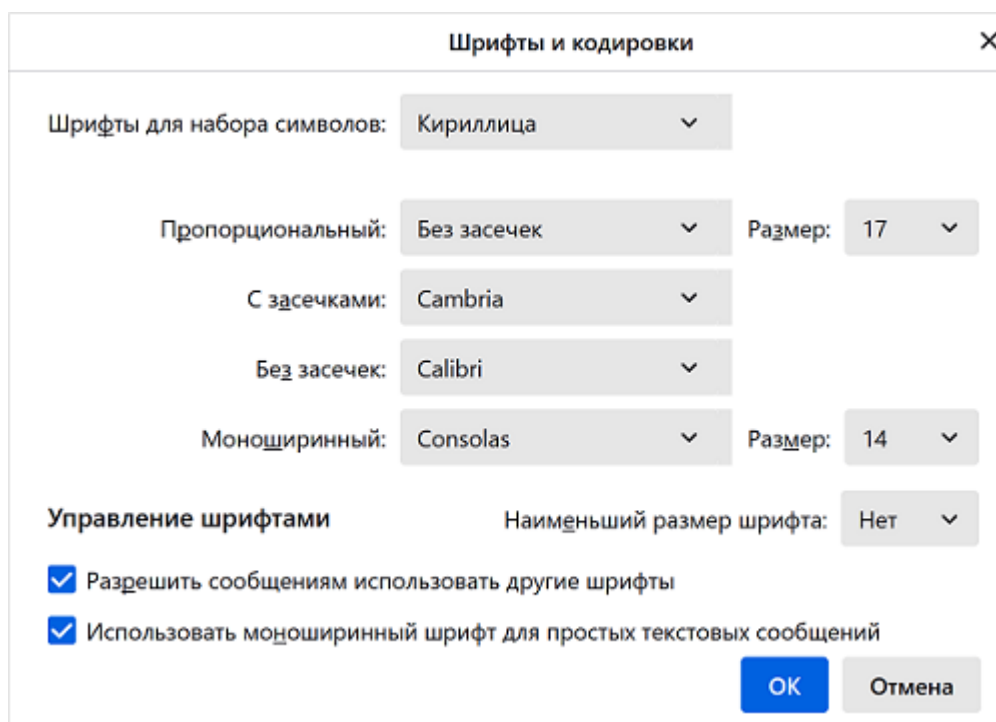 Шрифты и кодировки
Шрифты для набора символов: Кириллица
Пропорциональный: Без засечек Размер: 17
С засечками: Cambria
Без засечек: Calibri
Моноширинный: Consolas Размер: 14
Управление шрифтами Наименьший размер шрифта: Нет
Разрешить сообщениям использовать другие шрифты
Использовать моноширинный шрифт для простых текстовых сообщений
ОК Отмена